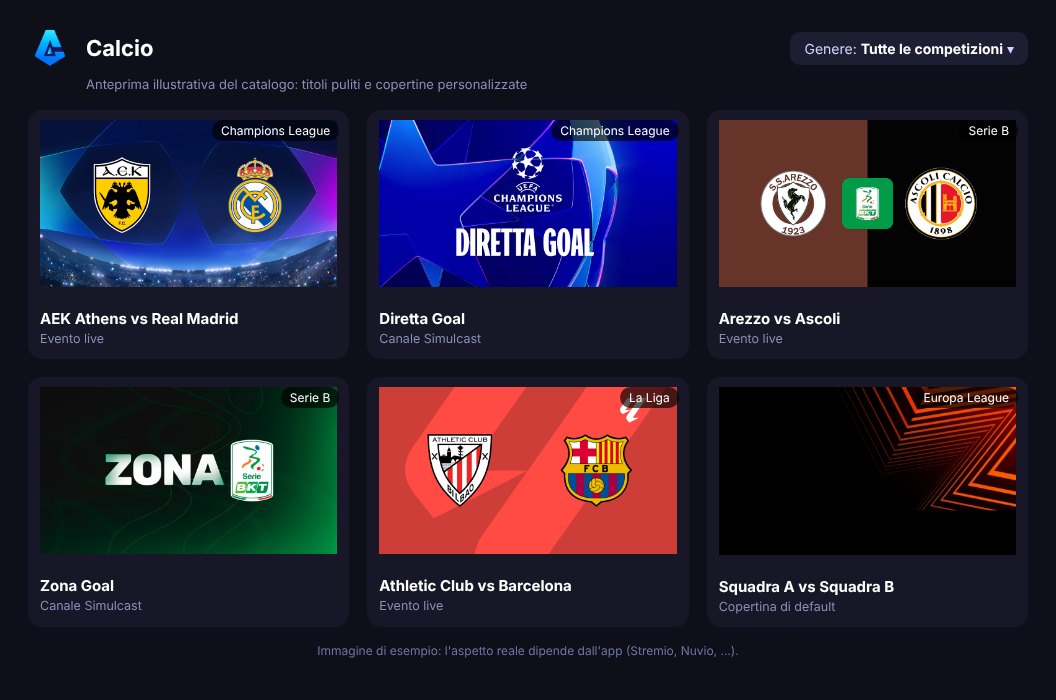 Calcio
Genere: Tutte le competizioni ▾
Anteprima illustrativa del catalogo: titoli puliti e copertine personalizzate
Champions League
A.E.K
F.C.
AEK Athens vs Real Madrid
Evento live
Champions League
UEFA
CHAMPIONS
LEAGUE
DIRETTA GOAL
Diretta Goal
Canale Simulcast
Serie B
S.S. AREZZO
1923
Serie
BKT
ASCOLI CALCIO
1898
Arezzo vs Ascoli
Evento live
Serie B
ZONA
Serie
BKT
Zona Goal
Canale Simulcast
La Liga
ATHLETIC CLUB
BILBAO
FCB
Athletic Club vs Barcelona
Evento live
Europa League
Squadra A vs Squadra B
Copertina di default
Immagine di esempio: l'aspetto reale dipende dall'app (Stremio, Nuvio, ...).